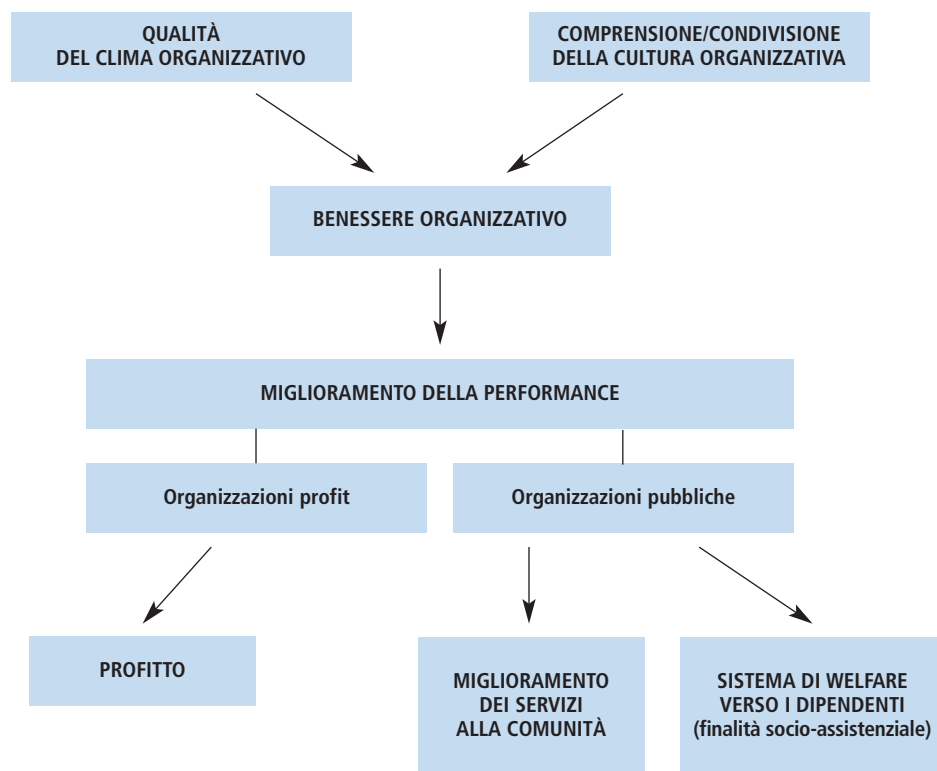 QUALITÀ
DEL CLIMA ORGANIZZATIVO
COMPRENSIONE/CONDIVISIONE
DELLA CULTURA ORGANIZZATIVA
BENESSERE ORGANIZZATIVO
MIGLIORAMENTO DELLA PERFORMANCE
Organizzazioni profit
Organizzazioni pubbliche
PROFITTO
MIGLIORAMENTO
DEI SERVIZI
ALLA COMUNITÀ
SISTEMA DI WELFARE
VERSO I DIPENDENTI
(finalità socio-assistenziale)